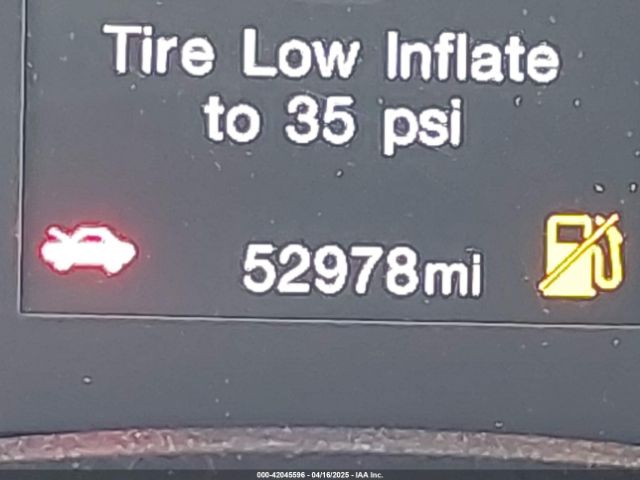 Tire Low Inflate
to 35 psi
52978mi
000-42045596 - 04/16/2025 - IAA Inc.